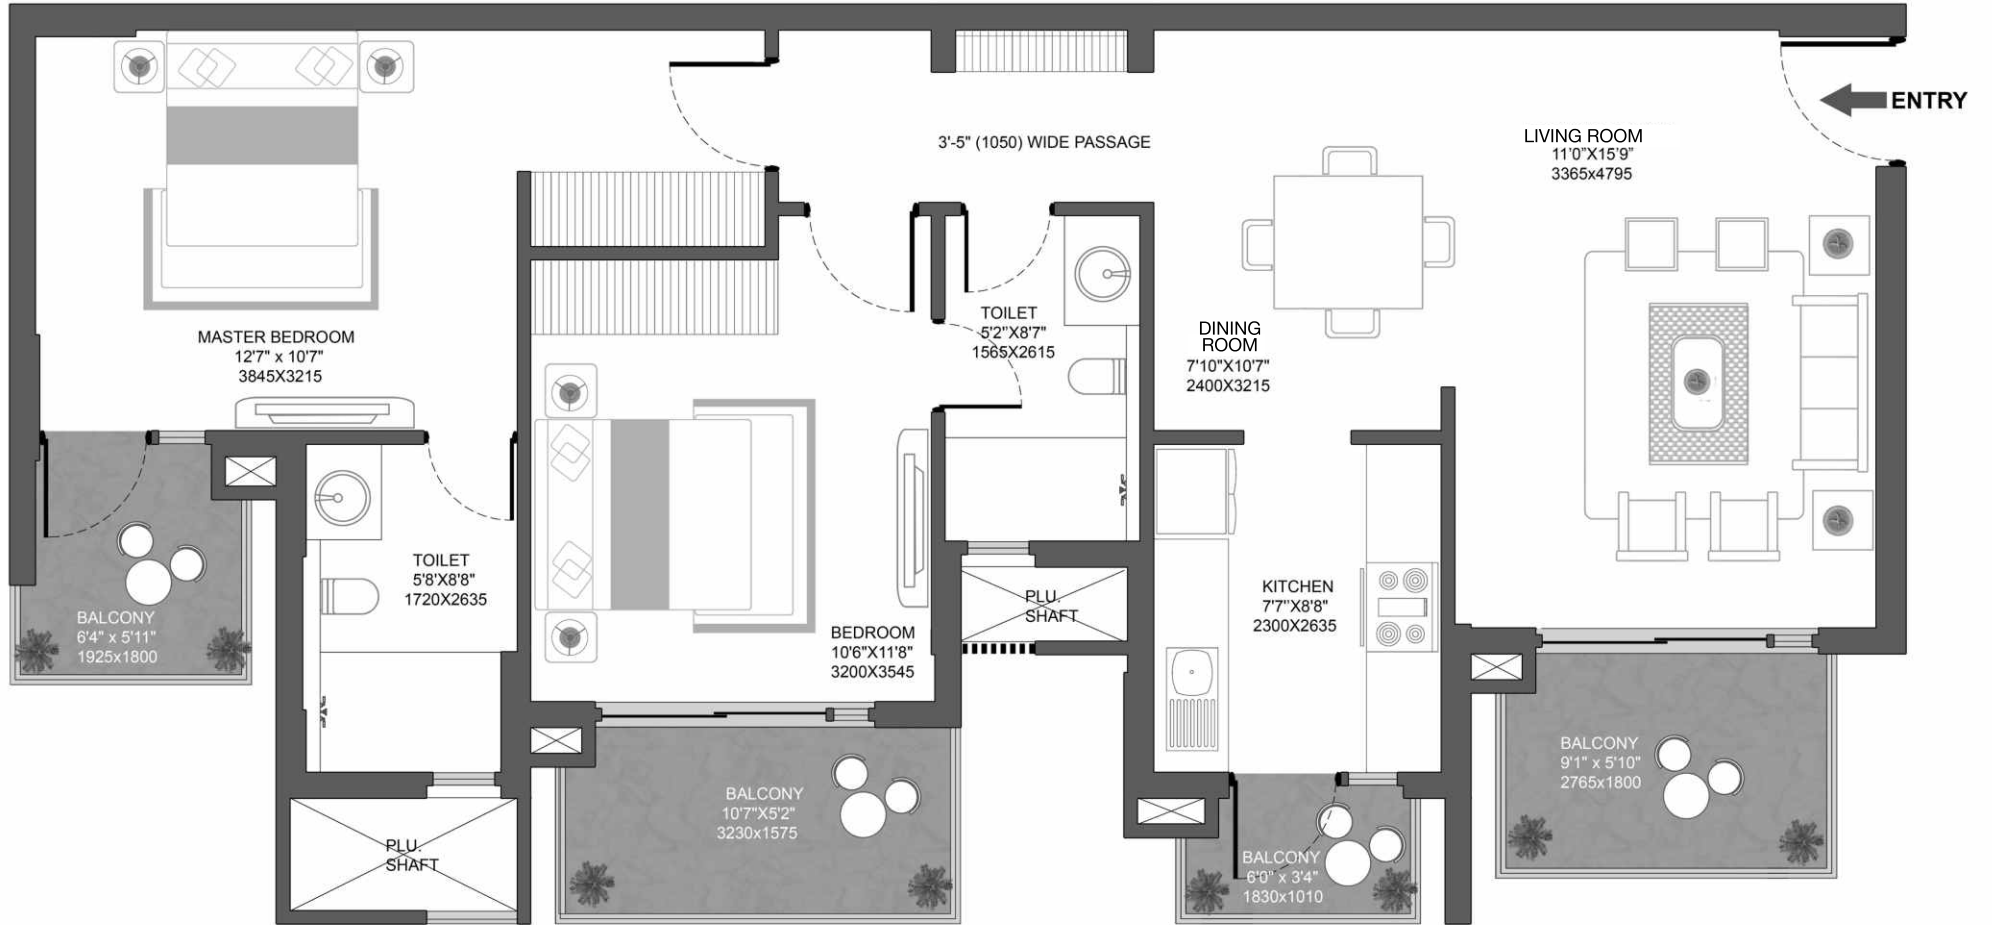 ENTRY
LIVING ROOM
11'0"X15'9"
3365x4795
3'-5" (1050) WIDE PASSAGE
TOILET
5'2"X8'7"
1565X2615
DINING
ROOM
7'10"X10'7"
2400X3215
MASTER BEDROOM
12'7" x 10'7"
3845X3215
TOILET
5'8'X8'8"
1720X2635
KITCHEN
7'7"X8'8"
2300X2635
PLU.
SHAFT
BALCONY
6'4" x 5'11"
1925x1800
BEDROOM
10'6"X11'8"
3200X3545
BALCONY
9'1" x 5'10"
2765x1800
BALCONY
10'7"X5'2"
3230x1575
PLU.
SHAFT
BALCONY
6'0" x 3'4"
1830x1010